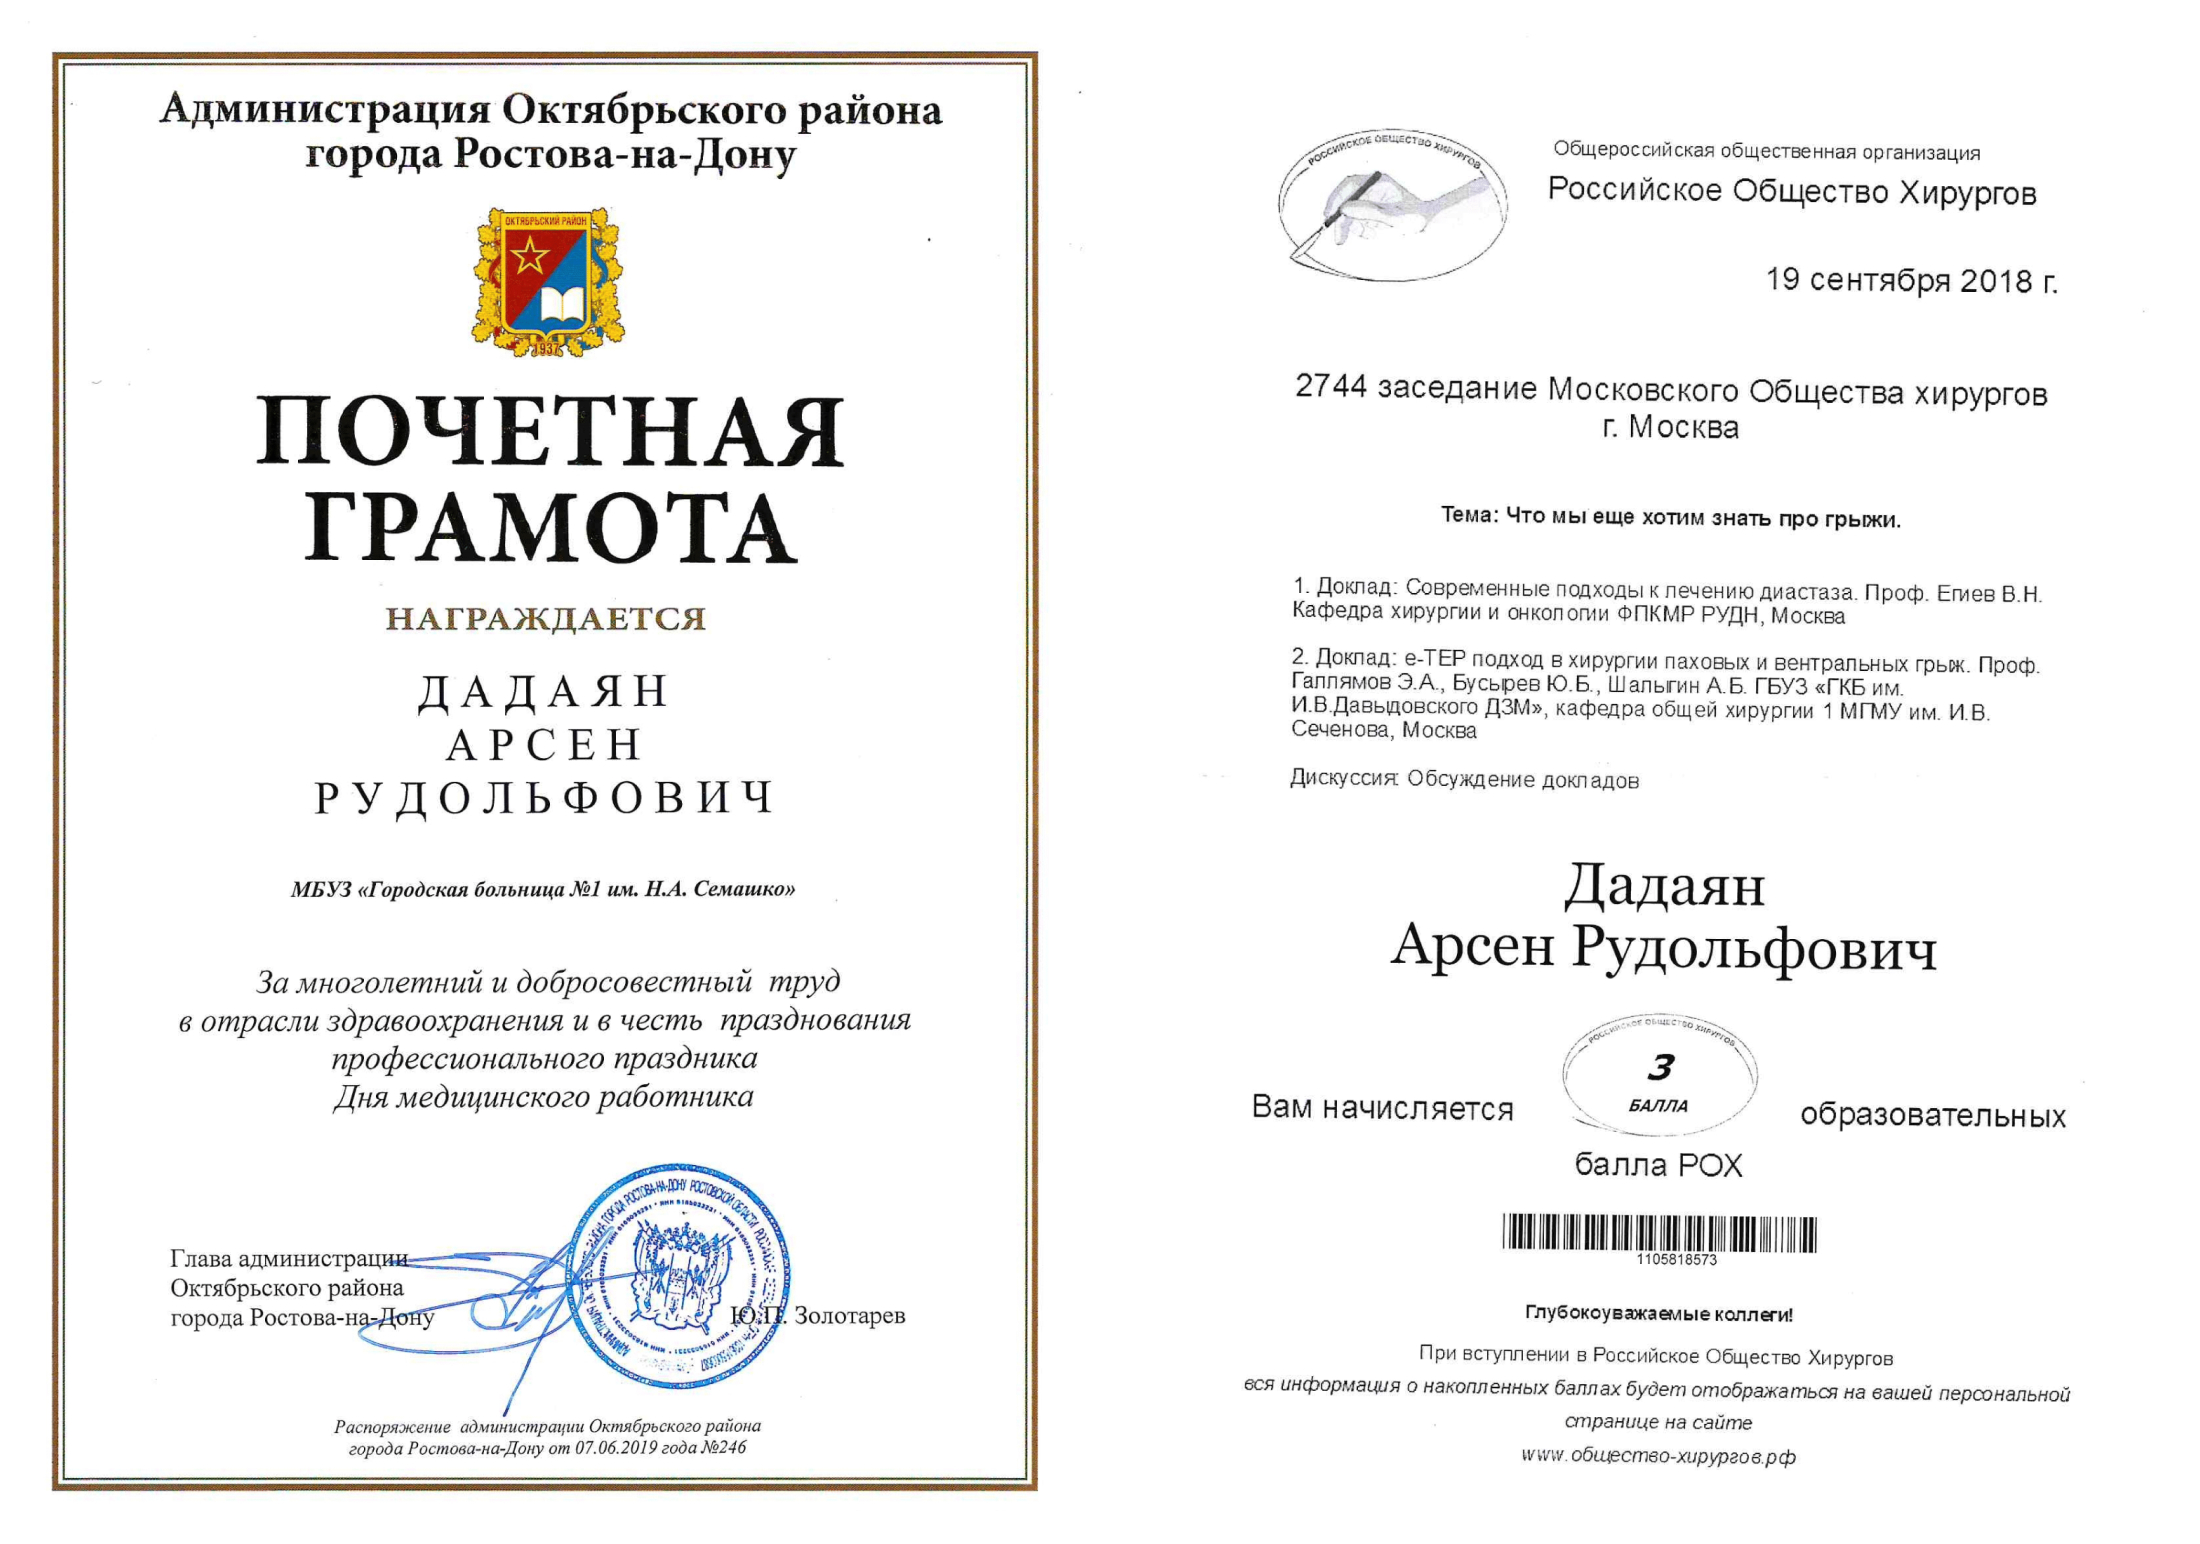 Администрация Октябрьского района
города Ростова-на-Дону
ОКТЯБРЬСКИЙ РАЙОН
1937
ПОЧЕТНАЯ
ГРАМОТА
НАГРАЖДАЕТСЯ
ДАДАЯН
АРСЕН
РУДОЛЬФОВИЧ
МБУЗ «Городская больница №1 им. Н.А. Семашко»
За многолетний и добросовестный труд
в отрасли здравоохранения и в честь празднования
профессионального праздника
Дня медицинского работника
Глава администрации
Октябрьского района
города Ростова-на-Дону
Ю.П. Золотарев
Распоряжение администрации Октябрьского района
города Ростова-на-Дону от 07.06.2019 года №246
РОССИЙСКОЕ ОБЩЕСТВО ХИРУРГОВ
Общероссийская общественная организация
Российское Общество Хирургов
19 сентября 2018 г.
2744 заседание Московского Общества хирургов
г. Москва
Тема: Что мы еще хотим знать про грыжи.
1. Доклад: Современные подходы к лечению диастаза. Проф. Егиев В.Н.
Кафедра хирургии и онкологии ФПКМР РУДН, Москва
2. Доклад: е-ТЕР подход в хирургии паховых и вентральных грыж. Проф.
Галлямов Э.А., Бусырев Ю.Б., Шалыгин А.Б. ГБУЗ «ГКБ им.
И.В.Давыдовского ДЗМ», кафедра общей хирургии 1 МГМУ им. И.В.
Сеченова, Москва
Дискуссия: Обсуждение докладов
Дадаян
Арсен Рудольфович
РОССИЙСКОЕ ОБЩЕСТВО ХИРУРГОВ
3
БАЛЛА
Вам начисляется
образовательных
балла РОХ
1105818573
Глубокоуважаемые коллеги!
При вступлении в Российское Общество Хирургов
вся информация о накопленных баллах будет отображаться на вашей персональной
странице на сайте
www.общество-хирургов.рф